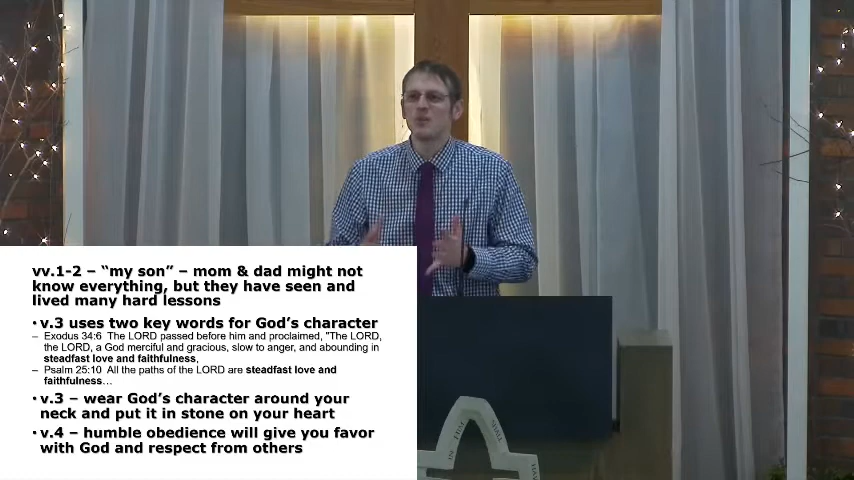 vv.1-2 – “my son” – mom & dad might not
know everything, but they have seen and
lived many hard lessons
• v.3 uses two key words for God’s character
– Exodus 34:6 The LORD passed before him and proclaimed, "The LORD,
the LORD, a God merciful and gracious, slow to anger, and abounding in
steadfast love and faithfulness,
– Psalm 25:10 All the paths of the LORD are steadfast love and
faithfulness…
• v.3 – wear God’s character around your
neck and put it in stone on your heart
• v.4 – humble obedience will give you favor
with God and respect from others
IN HIM